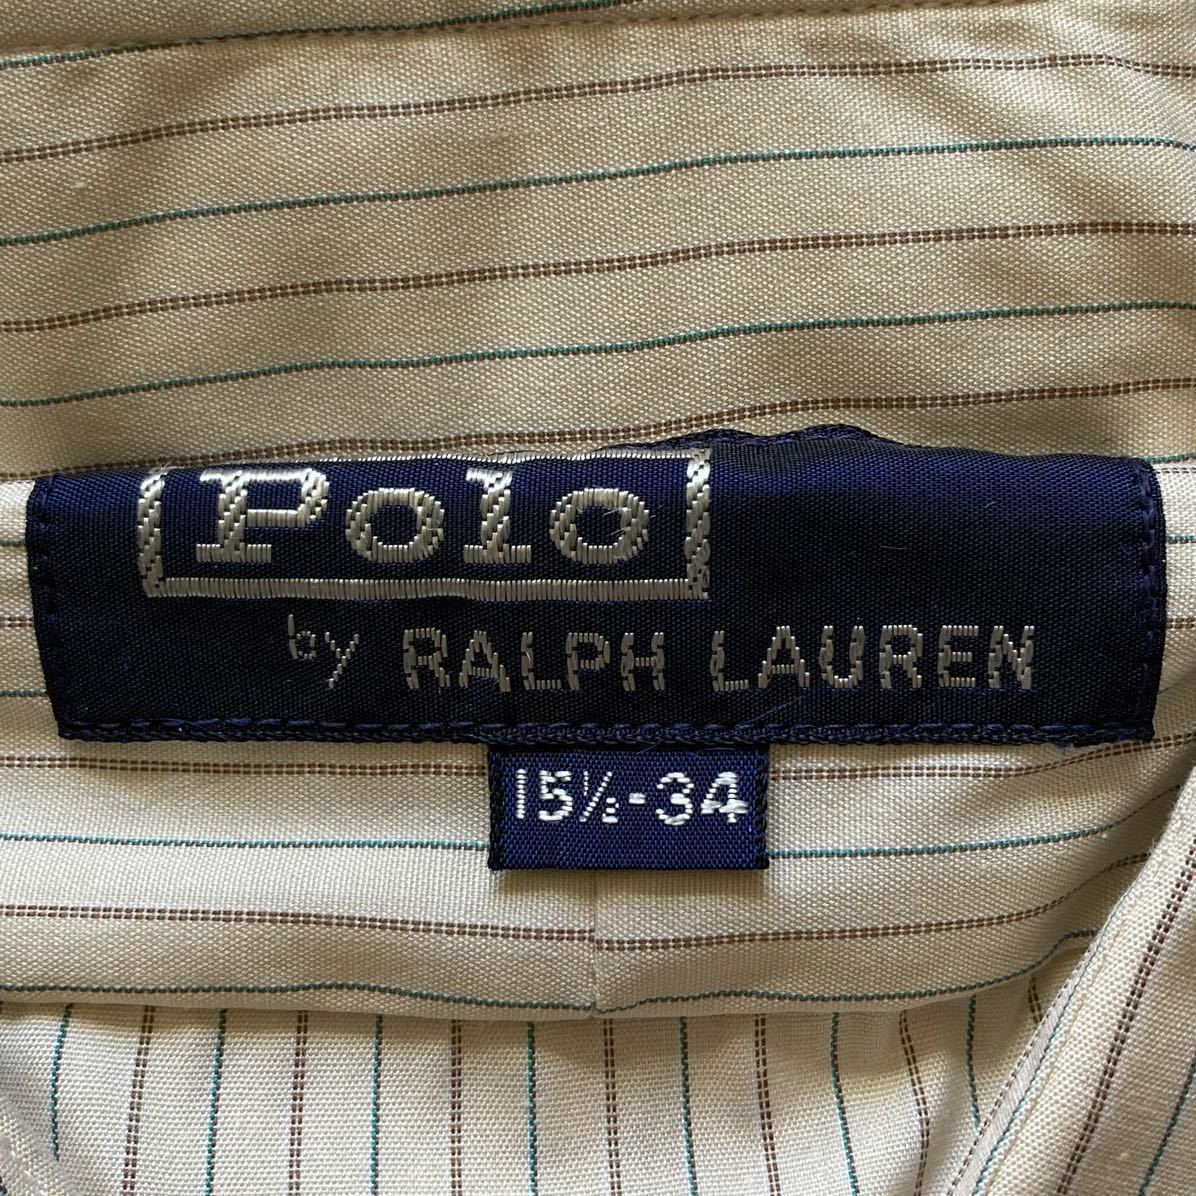 Polo
by RALPH LAUREN
15½-34